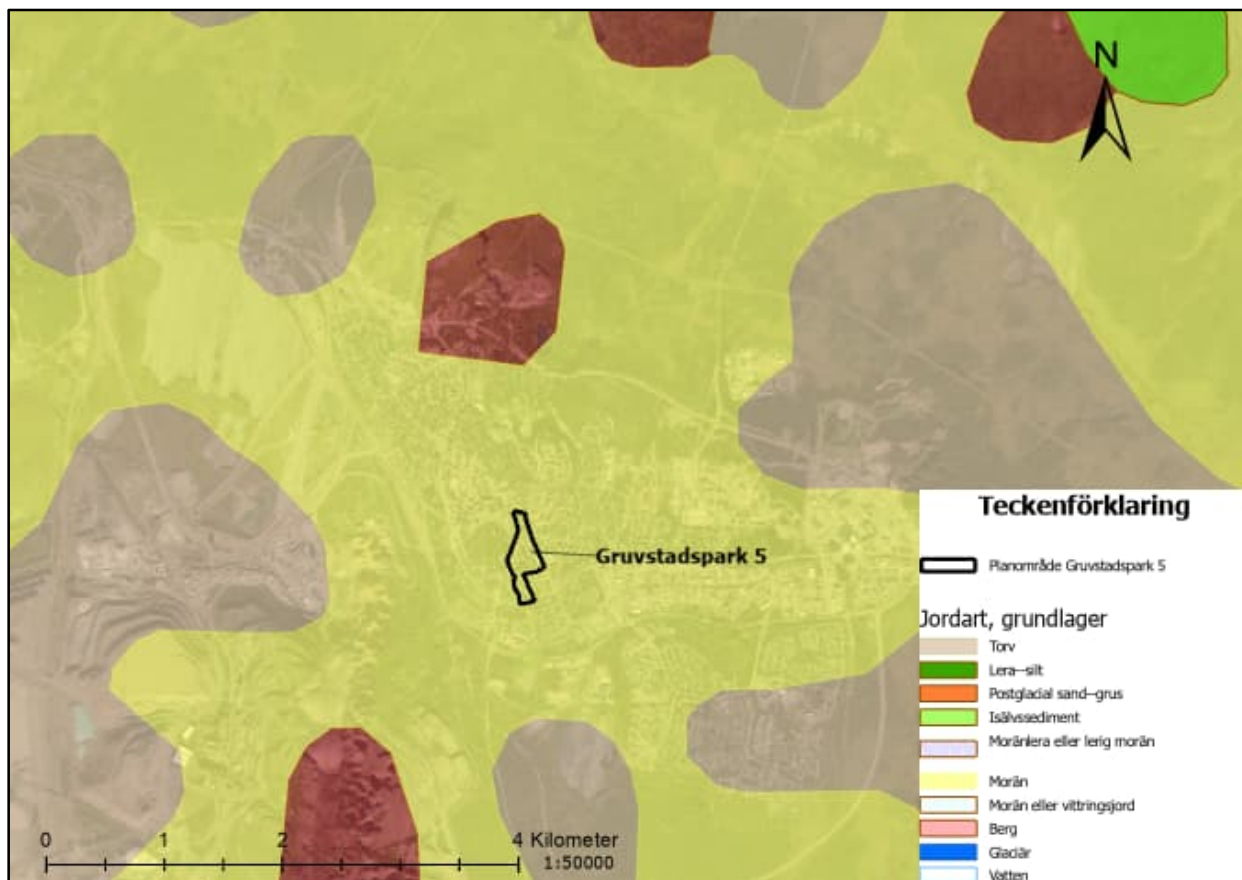 N
Gruvstadspark 5
0 1 2 4 Kilometer
1:50000
Teckenförklaring
Planområde Gruvstadspark 5
Jordart, grundlager
Torv
Lera--silt
Postglacial sand--grus
Isälvssediment
Moränlera eller lerig morän
Morän
Morän eller vittringsjord
Berg
Glaciär
Vatten